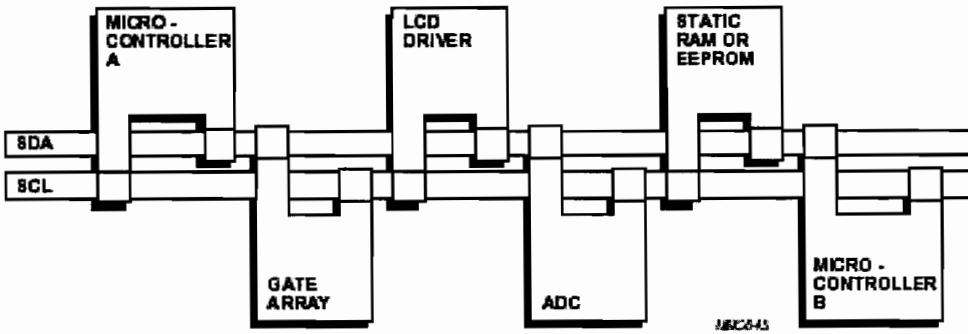 MICRO -
CONTROLLER
A
LCD
DRIVER
STATIC
RAM OR
EEPROM
SDA
SCL
GATE
ARRAY
ADC
MICRO -
CONTROLLER
B